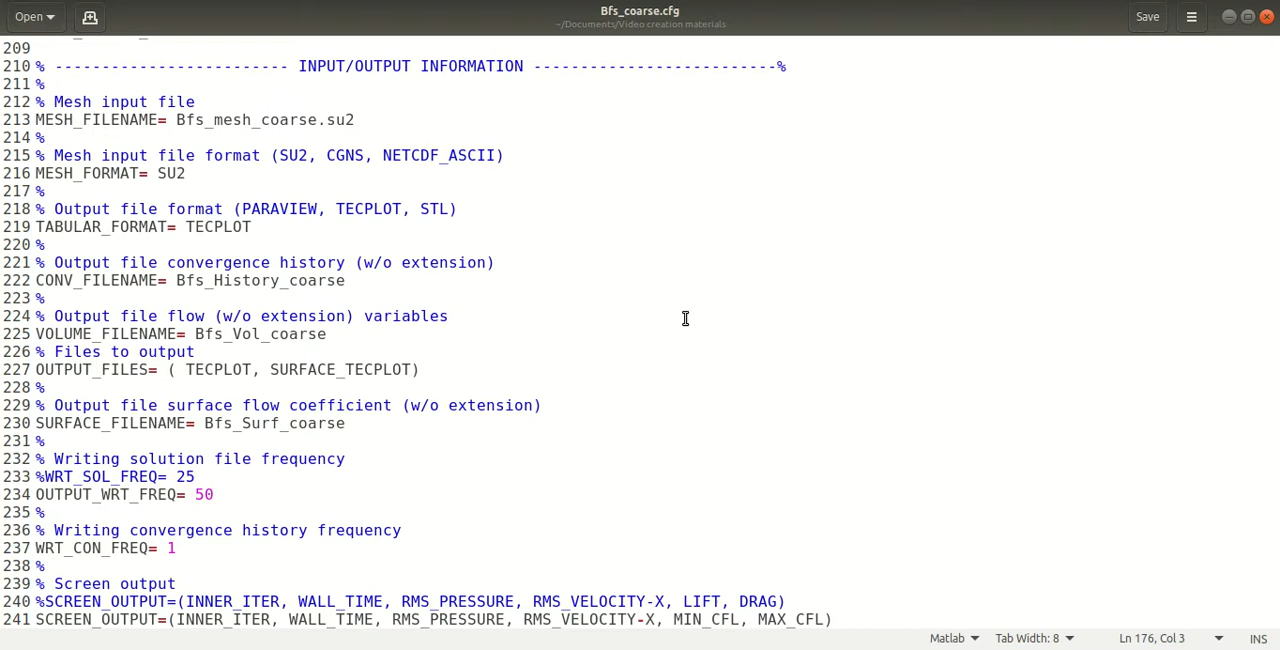 Open
Bfs_coarse.cfg
~/Documents/Video creation materials
Save
209
210 % ------------------------- INPUT/OUTPUT INFORMATION --------------------------%
211 %
212 % Mesh input file
213 MESH_FILENAME= Bfs_mesh_coarse.su2
214 %
215 % Mesh input file format (SU2, CGNS, NETCDF_ASCII)
216 MESH_FORMAT= SU2
217 %
218 % Output file format (PARAVIEW, TECPLOT, STL)
219 TABULAR_FORMAT= TECPLOT
220 %
221 % Output file convergence history (w/o extension)
222 CONV_FILENAME= Bfs_History_coarse
223 %
224 % Output file flow (w/o extension) variables
225 VOLUME_FILENAME= Bfs_Vol_coarse
226 % Files to output
227 OUTPUT_FILES= ( TECPLOT, SURFACE_TECPLOT)
228 %
229 % Output file surface flow coefficient (w/o extension)
230 SURFACE_FILENAME= Bfs_Surf_coarse
231 %
232 % Writing solution file frequency
233 %WRT_SOL_FREQ= 25
234 OUTPUT_WRT_FREQ= 50
235 %
236 % Writing convergence history frequency
237 WRT_CON_FREQ= 1
238 %
239 % Screen output
240 %SCREEN_OUTPUT=(INNER_ITER, WALL_TIME, RMS_PRESSURE, RMS_VELOCITY-X, LIFT, DRAG)
241 SCREEN_OUTPUT=(INNER_ITER, WALL_TIME, RMS_PRESSURE, RMS_VELOCITY-X, MIN_CFL, MAX_CFL)
Matlab Tab Width: 8 Ln 176, Col 3 INS